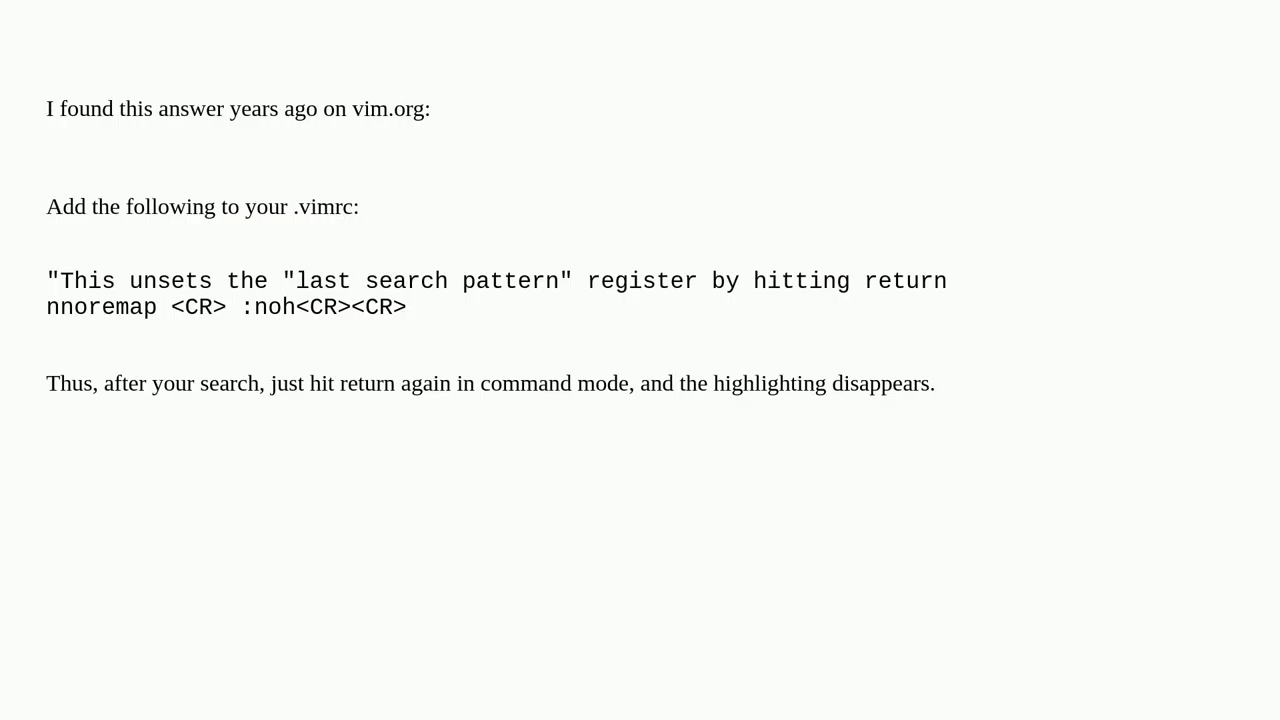 I found this answer years ago on vim.org:
Add the following to your .vimrc:
"This unsets the "last search pattern" register by hitting return
nnoremap <CR> :noh<CR><CR>
Thus, after your search, just hit return again in command mode, and the highlighting disappears.